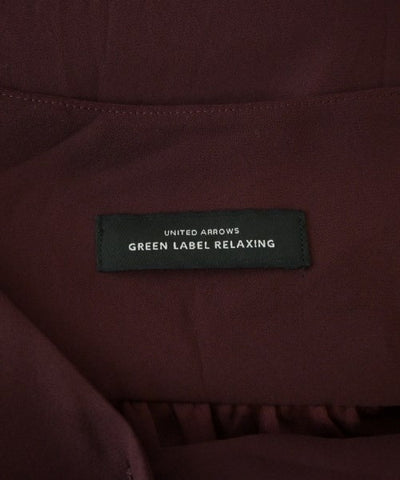 UNITED ARROWS
GREEN LABEL RELAXING